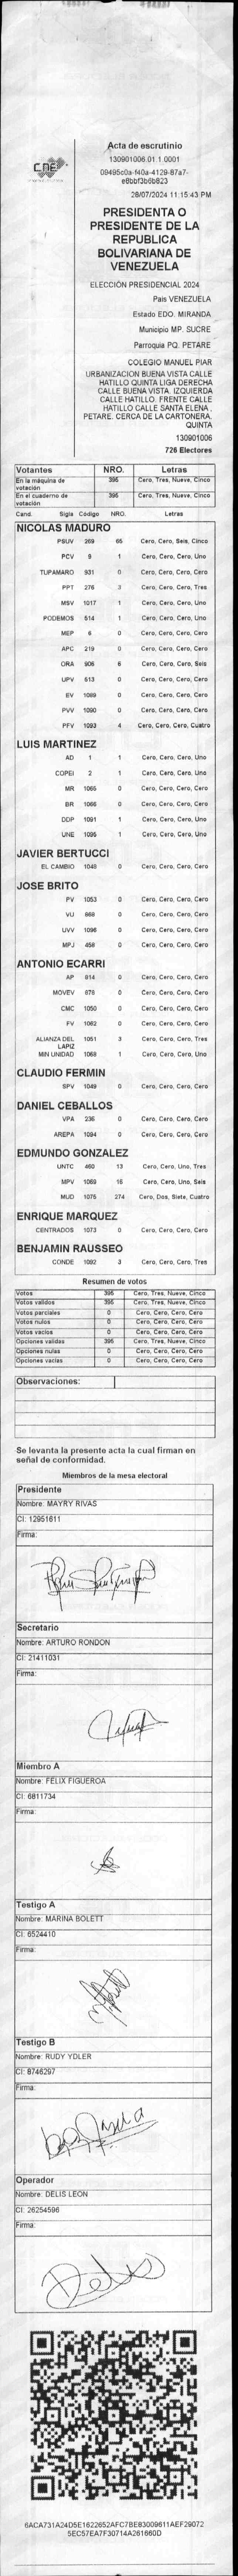 CNE
Acta de escrutinio
130901006.01.1.0001
09495c0a-f40a-4129-87a7-
e8bbf3b6b823
28/07/2024 11:15:43 PM
PRESIDENTA O
PRESIDENTE DE LA
REPUBLICA
BOLIVARIANA DE
VENEZUELA
ELECCIÓN PRESIDENCIAL 2024
Pais VENEZUELA
Estado EDO. MIRANDA
Municipio MP. SUCRE
Parroquia PQ. PETARE
COLEGIO MANUEL PIAR
URBANIZACION BUENA VISTA CALLE
HATILLO QUINTA LIGA DERECHA
CALLE BUENA VISTA. IZQUIERDA
CALLE HATILLO. FRENTE CALLE
HATILLO CALLE SANTA ELENA ,
PETARE. CERCA DE LA CARTONERA.
QUINTA
130901006
726 Electores
Votantes NRO. Letras
En la máquina de votación 395 Cero, Tres, Nueve, Cinco
En el cuaderno de votación 395 Cero, Tres, Nueve, Cinco
Cand. Sigla Codigo NRO. Letras
NICOLAS MADURO
PSUV 269 65 Cero, Cero, Seis, Cinco
PCV 9 1 Cero, Cero, Cero, Uno
TUPAMARO 931 0 Cero, Cero, Cero, Cero
PPT 276 3 Cero, Cero, Cero, Tres
MSV 1017 1 Cero, Cero, Cero, Uno
PODEMOS 514 1 Cero, Cero, Cero, Uno
MEP 6 0 Cero, Cero, Cero, Cero
APC 219 0 Cero, Cero, Cero, Cero
ORA 906 6 Cero, Cero, Cero, Seis
UPV 513 0 Cero, Cero, Cero, Cero
EV 1089 0 Cero, Cero, Cero, Cero
PVV 1090 0 Cero, Cero, Cero, Cero
PFV 1093 4 Cero, Cero, Cero, Cuatro
LUIS MARTINEZ
AD 1 1 Cero, Cero, Cero, Uno
COPEI 2 1 Cero, Cero, Cero, Uno
MR 1065 0 Cero, Cero, Cero, Cero
BR 1066 0 Cero, Cero, Cero, Cero
DDP 1091 1 Cero, Cero, Cero, Uno
UNE 1095 1 Cero, Cero, Cero, Uno
JAVIER BERTUCCI
EL CAMBIO 1048 0 Cero, Cero, Cero, Cero
JOSE BRITO
PV 1053 0 Cero, Cero, Cero, Cero
VU 868 0 Cero, Cero, Cero, Cero
UVV 1096 0 Cero, Cero, Cero, Cero
MPJ 456 0 Cero, Cero, Cero, Cero
ANTONIO ECARRI
AP 914 0 Cero, Cero, Cero, Cero
MOVEV 876 0 Cero, Cero, Cero, Cero
CMC 1050 0 Cero, Cero, Cero, Cero
FV 1082 0 Cero, Cero, Cero, Cero
ALIANZA DEL LAPIZ 1051 3 Cero, Cero, Cero, Tres
MIN UNIDAD 1068 1 Cero, Cero, Cero, Uno
CLAUDIO FERMIN
SPV 1049 0 Cero, Cero, Cero, Cero
DANIEL CEBALLOS
VPA 236 0 Cero, Cero, Cero, Cero
AREPA 1094 0 Cero, Cero, Cero, Cero
EDMUNDO GONZALEZ
UNTC 460 13 Cero, Cero, Uno, Tres
MPV 1069 16 Cero, Cero, Uno, Seis
MUD 1075 274 Cero, Dos, Siete, Cuatro
ENRIQUE MARQUEZ
CENTRADOS 1073 0 Cero, Cero, Cero, Cero
BENJAMIN RAUSSEO
CONDE 1092 3 Cero, Cero, Cero, Tres
Resumen de votos
Votos 395 Cero, Tres, Nueve, Cinco
Votos validos 395 Cero, Tres, Nueve, Cinco
Votos parciales 0 Cero, Cero, Cero, Cero
Votos nulos 0 Cero, Cero, Cero, Cero
Votos vacios 0 Cero, Cero, Cero, Cero
Opciones validas 395 Cero, Tres, Nueve, Cinco
Opciones nulas 0 Cero, Cero, Cero, Cero
Opciones vacias 0 Cero, Cero, Cero, Cero
Observaciones:
Se levanta la presente acta la cual firman en
señal de conformidad.
Miembros de la mesa electoral
Presidente
Nombre: MAYRY RIVAS
CI: 12951611
Firma:
Secretario
Nombre: ARTURO RONDON
CI: 21411031
Firma:
Miembro A
Nombre: FELIX FIGUEROA
CI: 6811734
Firma:
Testigo A
Nombre: MARINA BOLETT
CI: 6524410
Firma:
Testigo B
Nombre: RUDY YDLER
CI: 8746297
Firma:
Operador
Nombre: DELIS LEON
CI: 26254596
Firma:
6ACA731A24D5E1622652AFC7BE83009611AEF29072
5EC57EA7F30714A261660D